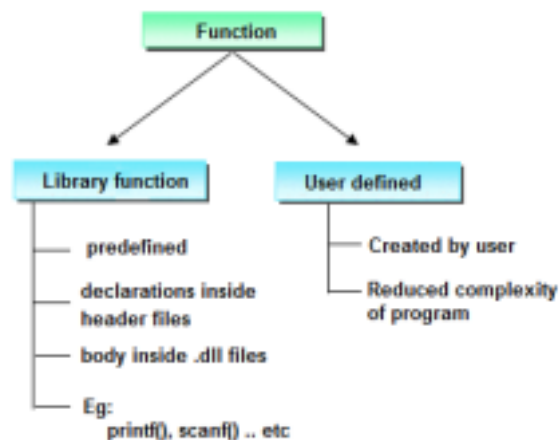 Function
Library function
predefined
declarations inside
header files
body inside .dll files
Eg:
printf(), scanf() .. etc
User defined
Created by user
Reduced complexity
of program